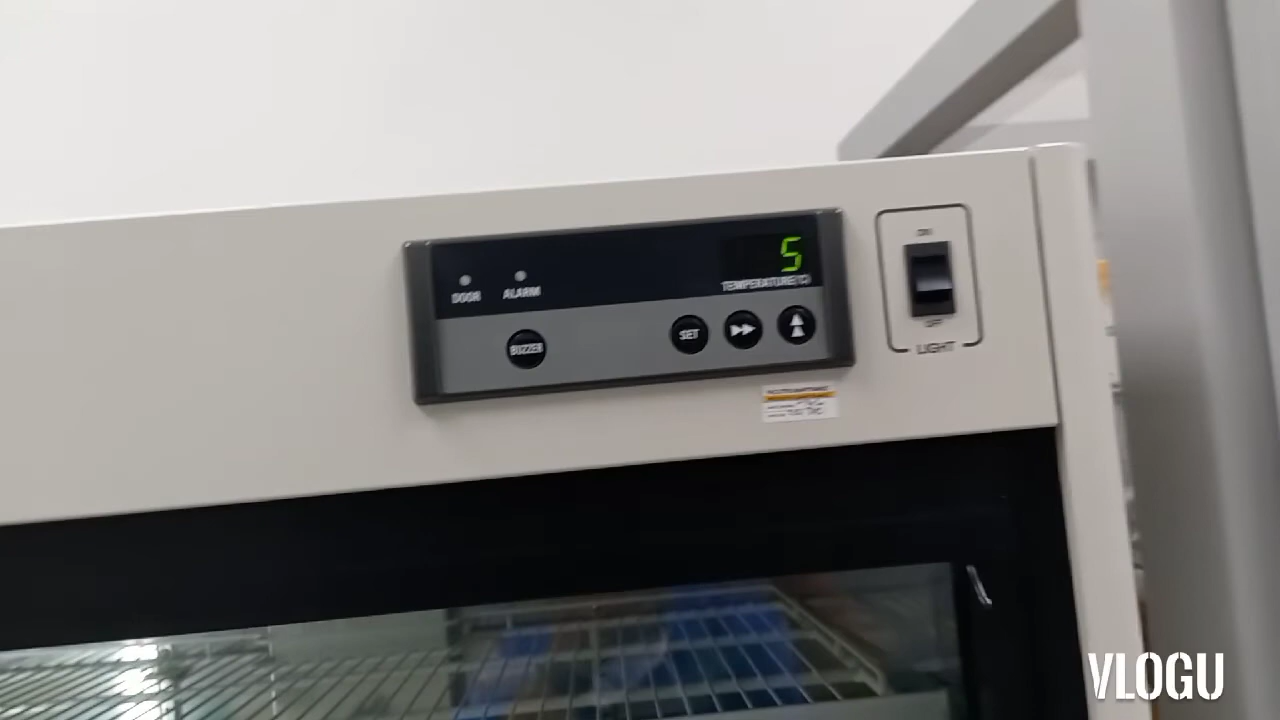 5
TEMPERATURE(°C)
DOOR
ALARM
BUZZER
SET
ON
OFF
LIGHT
VLOGU